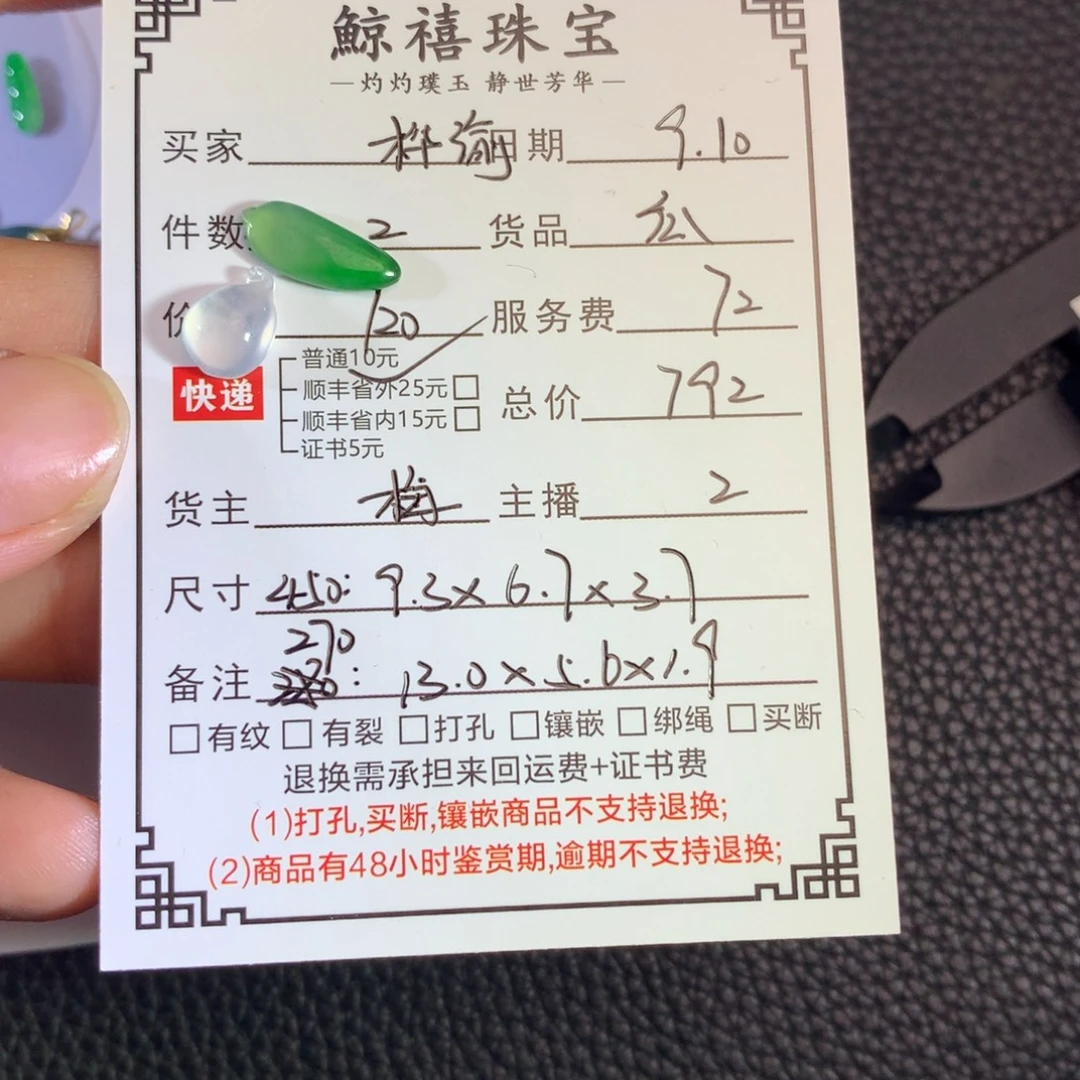 鲸禧珠宝
—灼灼璞玉 静世芳华—
买家 期 9.10
件数 2 货品
价 服务费 72
普通10元
快递 顺丰省外25元 总价 792
顺丰省内15元
证书5元
货主 梅 主播 2
尺寸 450: 9.3×6.7×3.7
270
备注 : 13.0×5.6×1.9
有纹 有裂 打孔 镶嵌 绑绳 买断
退换需承担来回运费+证书费
(1)打孔,买断,镶嵌商品不支持退换;
(2)商品有48小时鉴赏期,逾期不支持退换;